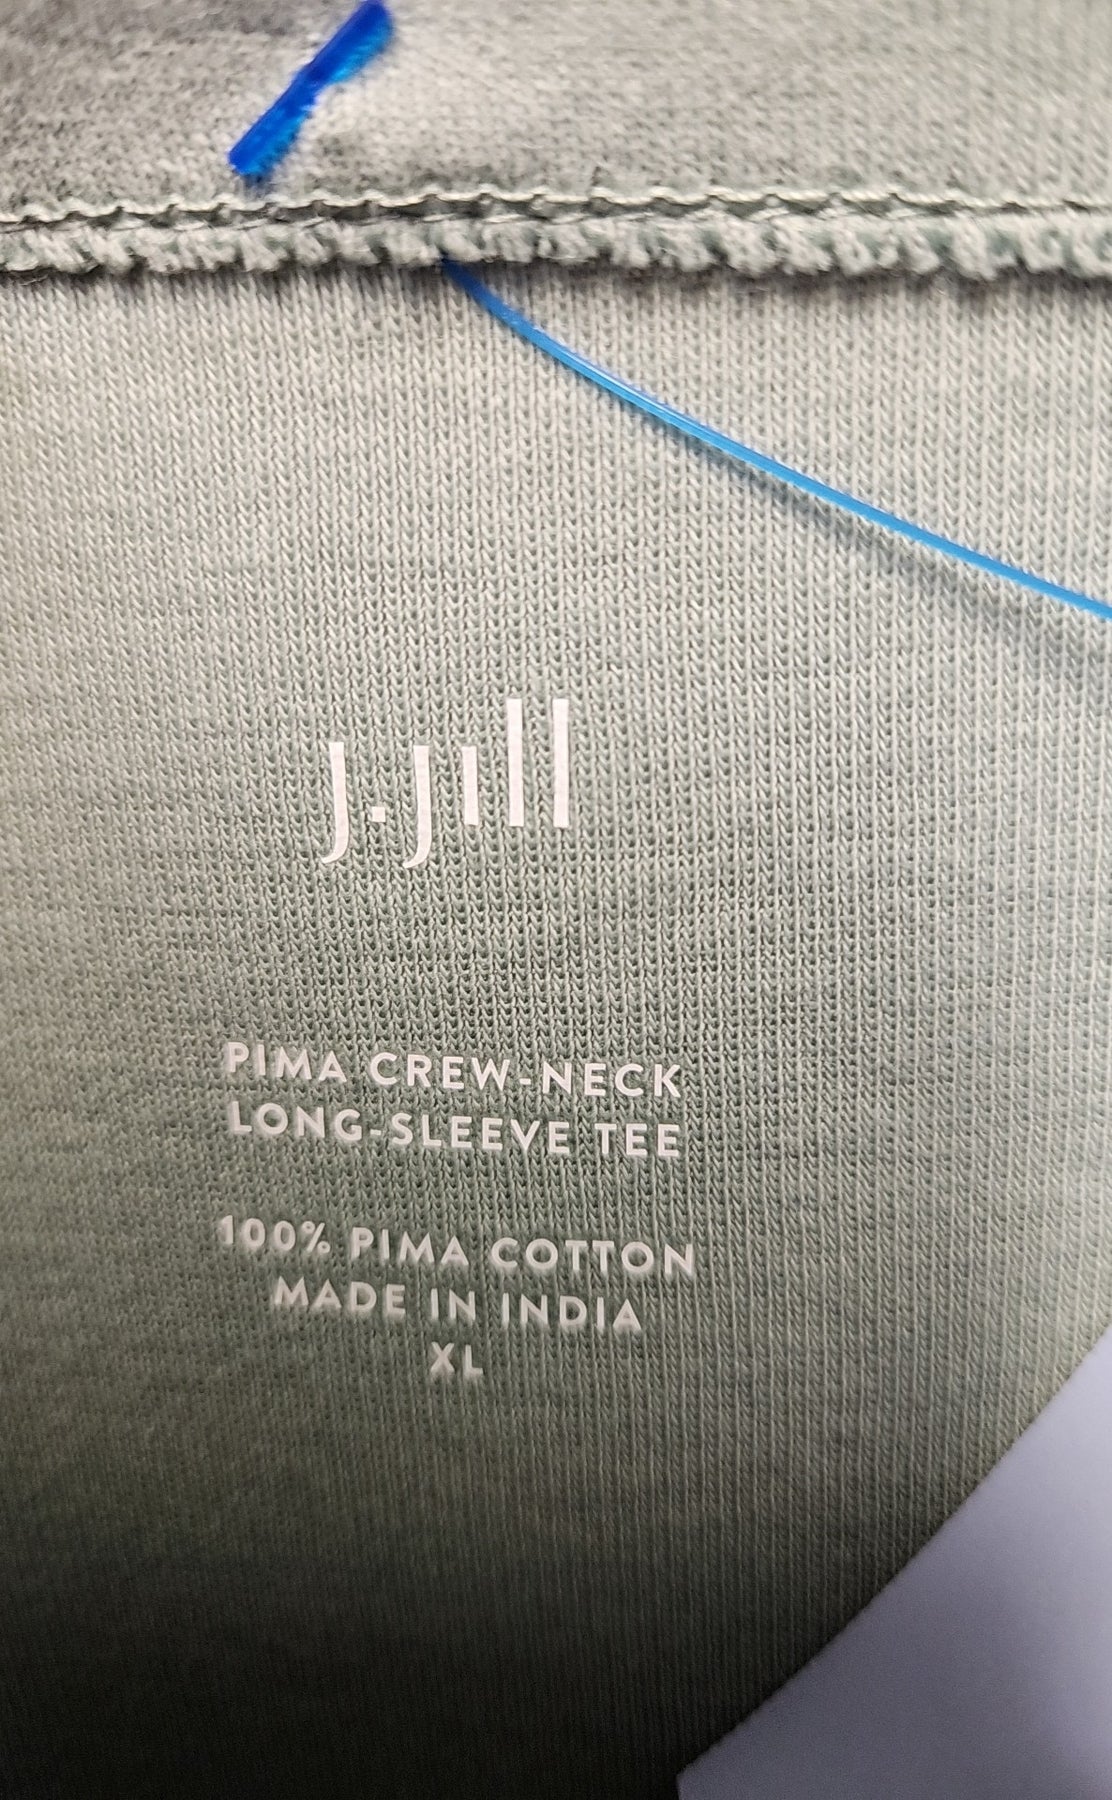 J.Jill
PIMA CREW-NECK
LONG-SLEEVE TEE
100% PIMA COTTON
MADE IN INDIA
XL